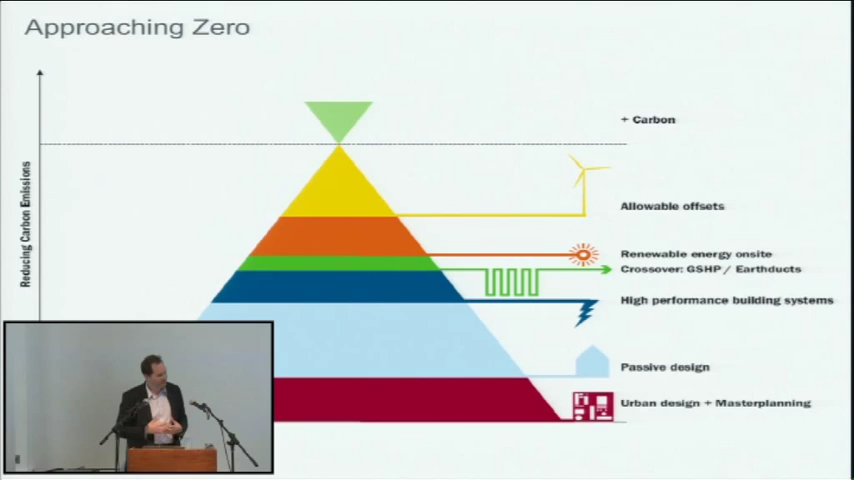 Approaching Zero
+ Carbon
Allowable offsets
Renewable energy onsite
Crossover: GSHP / Earthducts
High performance building systems
Passive design
Urban design + Masterplanning
Reducing Carbon Emissions